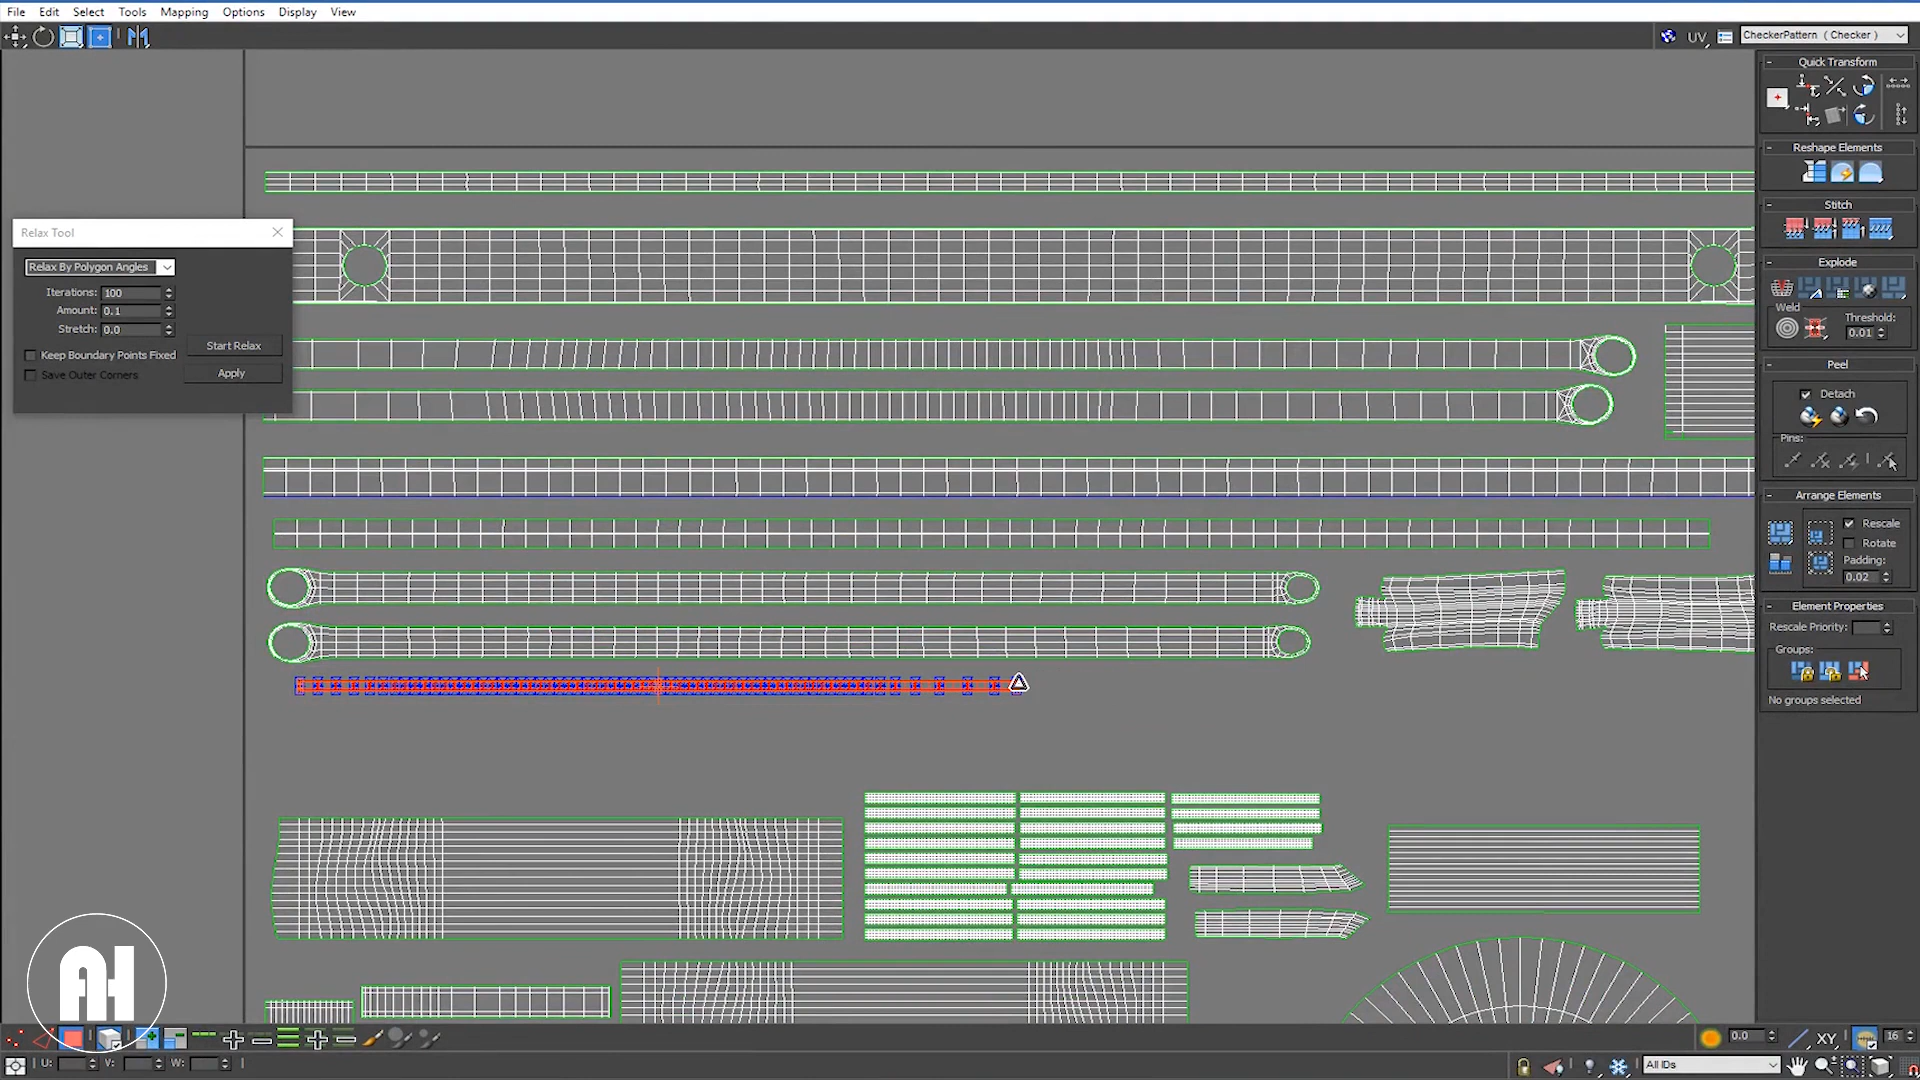 File Edit Select Tools Mapping Options Display View
UV CheckerPattern ( Checker )
Quick Transform
Reshape Elements
Stitch
Explode
Weld
Threshold:
0.01
Peel
Detach
Pins:
Arrange Elements
Rescale
Rotate
Padding:
0.02
Element Properties
Rescale Priority:
Groups:
No groups selected
Relax Tool
Relax By Polygon Angles
Iterations: 100
Amount: 0.1
Stretch: 0.0
Start Relax
Keep Boundary Points Fixed
Apply
Save Outer Corners
AH
0.0 XY 16
U: V: W: All IDs